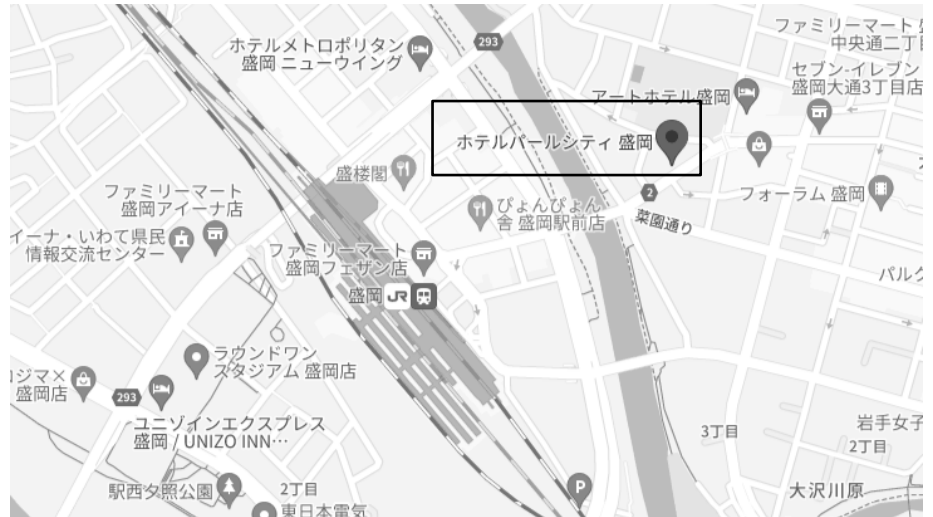 ファミリーマート
中央通二丁目
293
ホテルメトロポリタン
盛岡 ニューウイング
セブン-イレブン
盛岡大通3丁目店
アートホテル盛岡
ホテルパールシティ 盛岡
盛楼閣
2
フォーラム 盛岡
ファミリーマート
盛岡アイーナ店
ぴょんぴょん
舎 盛岡駅前店
菜園通り
イーナ・いわて県民
情報交流センター
ファミリーマート
盛岡フェザン店
パルク
盛岡 JR
ラウンドワン
スタジアム 盛岡店
コジマ×
盛岡店
293
ユニゾインエクスプレス
盛岡 / UNIZO INN…
3丁目
岩手女子
2丁目
駅西夕照公園
2丁目
P
大沢川原
東日本電気